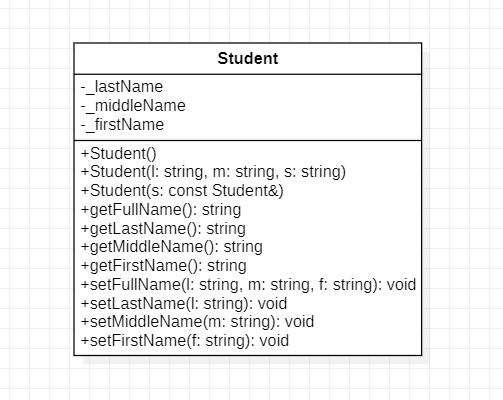 Student
-_lastName
-_middleName
-_firstName
+Student()
+Student(l: string, m: string, s: string)
+Student(s: const Student&)
+getFullName(): string
+getLastName(): string
+getMiddleName(): string
+getFirstName(): string
+setFullName(l: string, m: string, f: string): void
+setLastName(l: string): void
+setMiddleName(m: string): void
+setFirstName(f: string): void